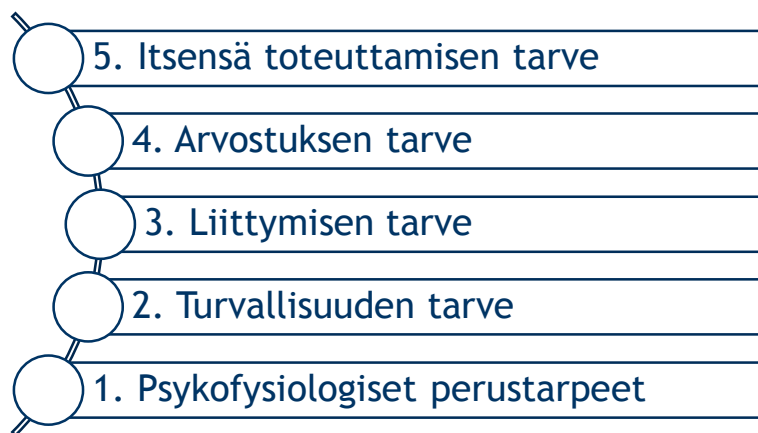 5. Itsensä toteuttamisen tarve
4. Arvostuksen tarve
3. Liittymisen tarve
2. Turvallisuuden tarve
1. Psykofysiologiset perustarpeet